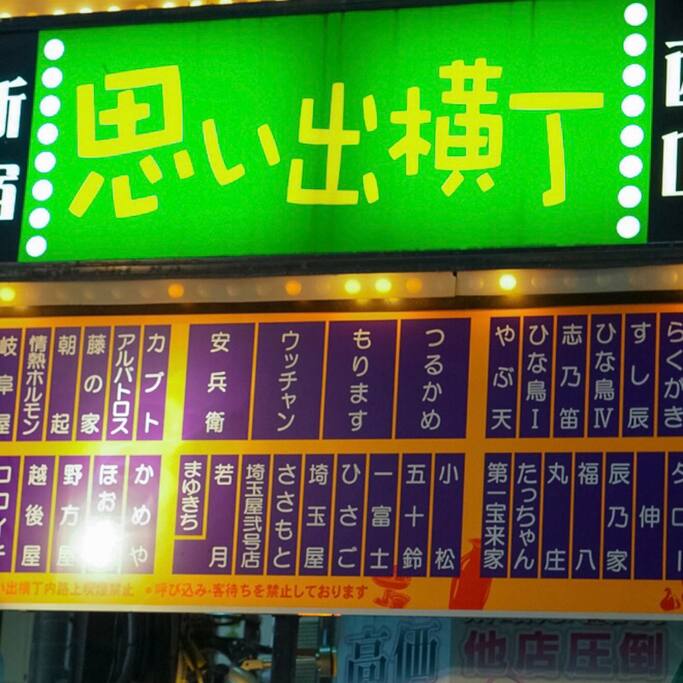 新宿
思い出横丁
西口
岐阜屋
情熱ホルモン
朝起
藤の家
アルバトロス
カブト
安兵衛
ウッチャン
もります
つるかめ
やぶ天
ひな鳥Ⅰ
志乃笛
ひな鳥Ⅳ
すし辰
らくがき
越後屋
野方屋
かめや
まゆきち
若月
埼玉屋弐号店
ささもと
埼玉屋
ひさご
一富士
五十鈴
小松
第一宝来家
たっちゃん
丸庄
福八
辰乃家
伸
タロー
い出横丁内路上喫煙禁止 ●呼び込み・客待ちを禁止しております
高価
他店圧倒